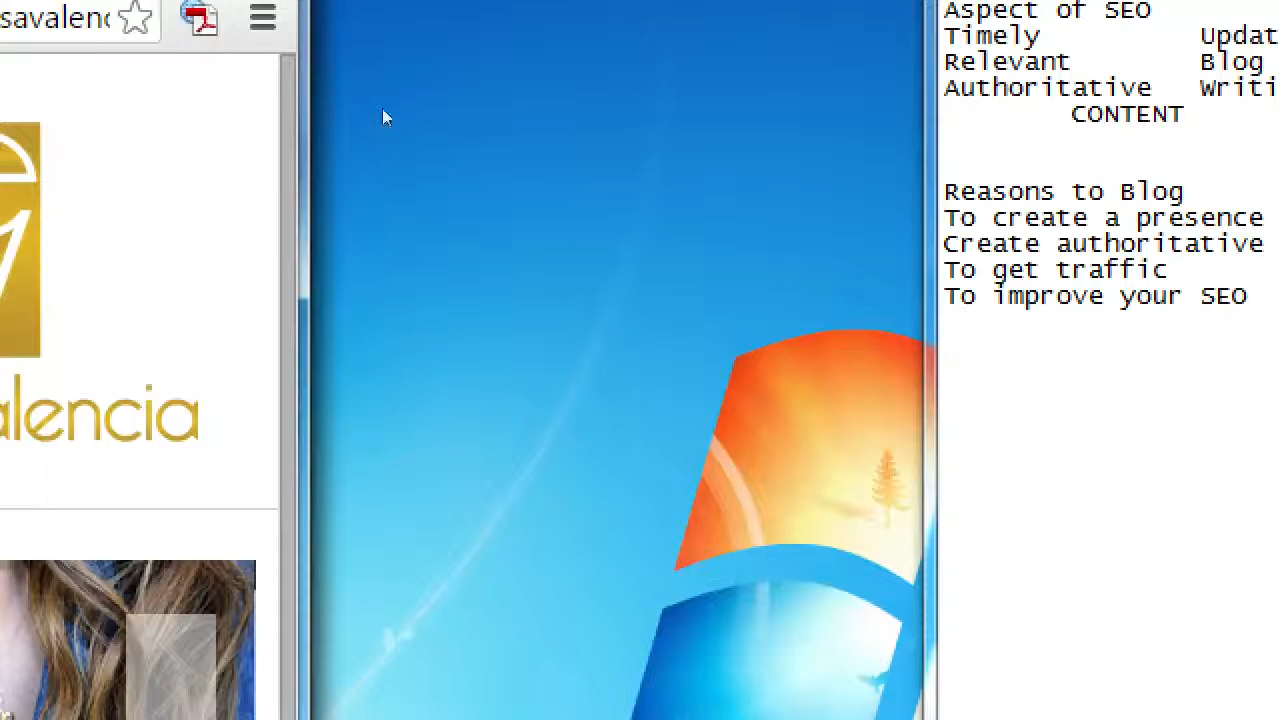 savalenc
alencia
Aspect of SEO
Timely Updat
Relevant Blog
Authoritative Writi
CONTENT
Reasons to Blog
To create a presence
Create authoritative
To get traffic
To improve your SEO